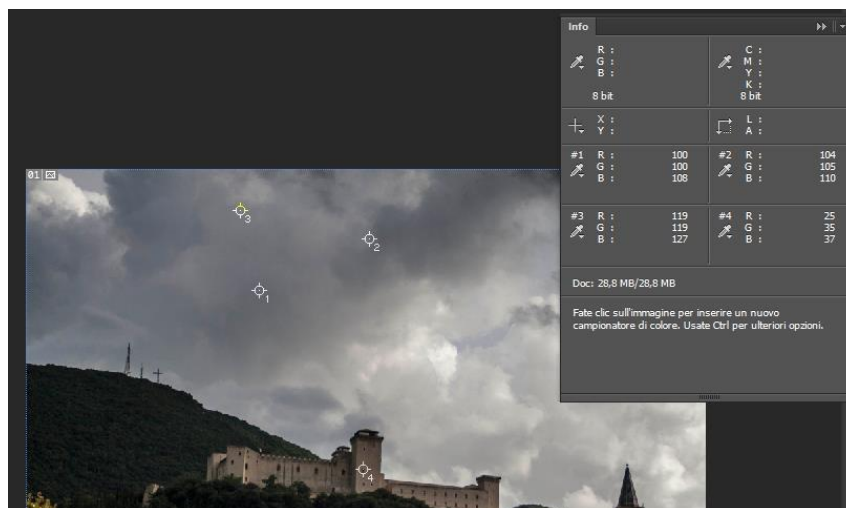 Info
R :
G :
B :
8 bit
C :
M :
Y :
K :
8 bit
X :
Y :
L :
A :
#1 R : 100
G : 100
B : 108
#2 R : 104
G : 105
B : 110
#3 R : 119
G : 119
B : 127
#4 R : 25
G : 35
B : 37
Doc: 28,8 MB/28,8 MB
Fate clic sull'immagine per inserire un nuovo
campionatore di colore. Usate Ctrl per ulteriori opzioni.
01
3
2
1
4